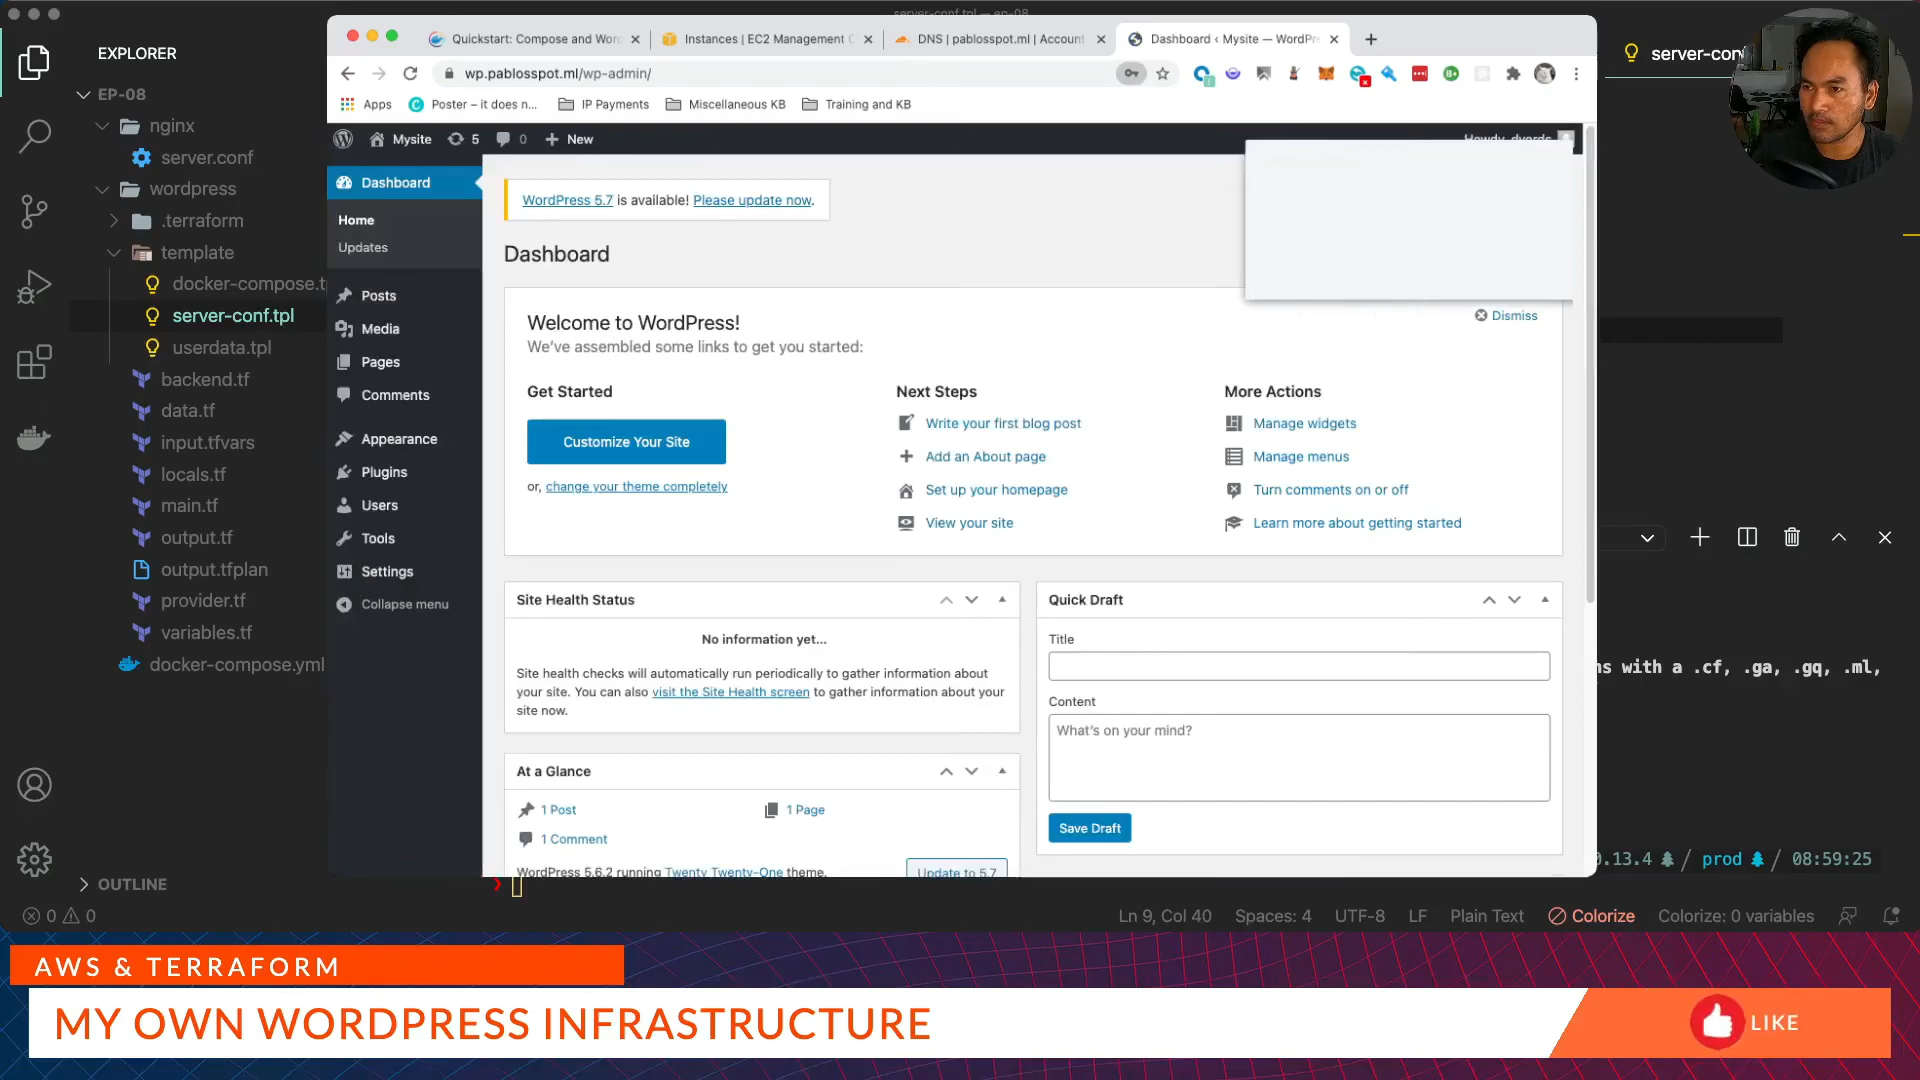 server-conf.tpl — ep-08
EXPLORER
EP-08
nginx
server.conf
wordpress
.terraform
template
docker-compose.t
server-conf.tpl
userdata.tpl
backend.tf
data.tf
input.tfvars
locals.tf
main.tf
output.tf
output.tfplan
provider.tf
variables.tf
docker-compose.yml
OUTLINE
0 0
Quickstart: Compose and Wor
Instances | EC2 Management C
DNS | pablosspot.ml | Account
Dashboard ‹ Mysite — WordPr
wp.pablosspot.ml/wp-admin/
Apps
Poster – it does n...
IP Payments
Miscellaneous KB
Training and KB
Mysite
5
0
New
Howdy, dvords
Dashboard
Home
Updates
Posts
Media
Pages
Comments
Appearance
Plugins
Users
Tools
Settings
Collapse menu
WordPress 5.7 is available! Please update now.
Dashboard
Welcome to WordPress!
We've assembled some links to get you started:
Dismiss
Get Started
Customize Your Site
or, change your theme completely
Next Steps
Write your first blog post
Add an About page
Set up your homepage
View your site
More Actions
Manage widgets
Manage menus
Turn comments on or off
Learn more about getting started
Site Health Status
No information yet...
Site health checks will automatically run periodically to gather information about
your site. You can also visit the Site Health screen to gather information about your
site now.
At a Glance
1 Post
1 Page
1 Comment
WordPress 5.6.2 running Twenty Twenty-One theme.
Update to 5.7
Quick Draft
Title
Content
What's on your mind?
Save Draft
server-conf
ns with a .cf, .ga, .gq, .ml,
0.13.4 / prod / 08:59:25
Ln 9, Col 40
Spaces: 4
UTF-8
LF
Plain Text
Colorize
Colorize: 0 variables
AWS & TERRAFORM
MY OWN WORDPRESS INFRASTRUCTURE
LIKE